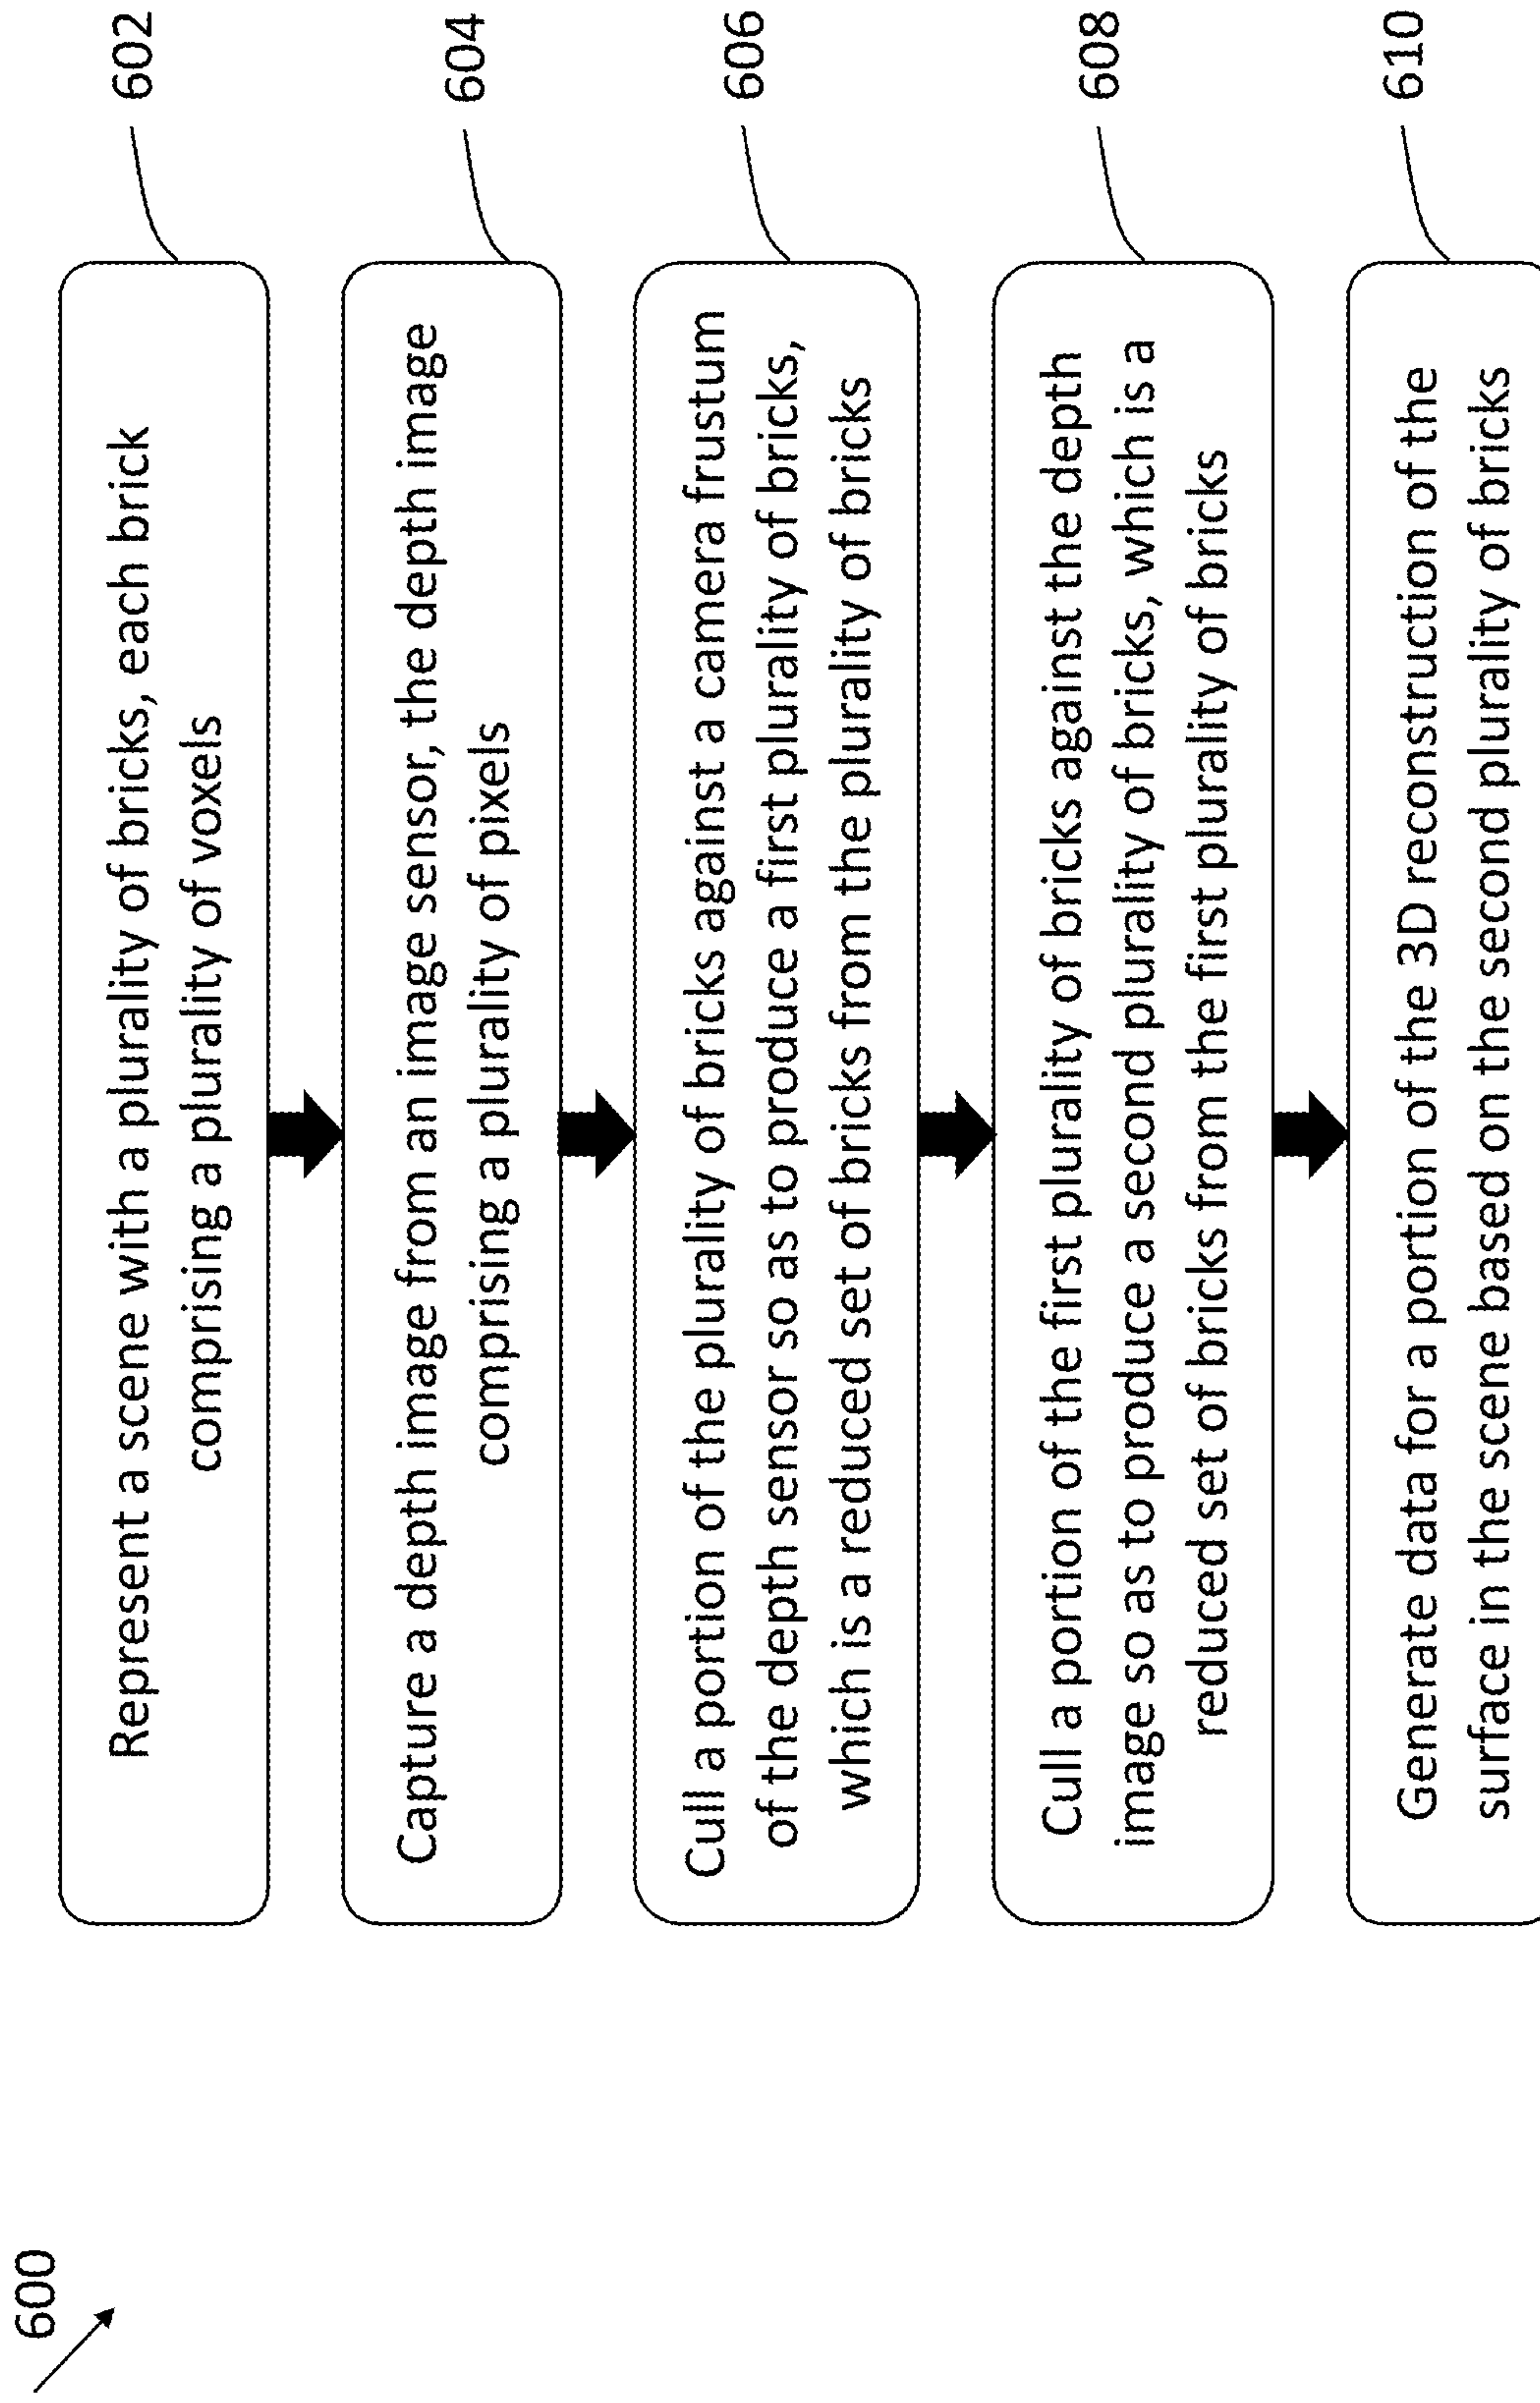 600
Represent a scene with a plurality of bricks, each brick
comprising a plurality of voxels
602
Capture a depth image from an image sensor, the depth image
comprising a plurality of pixels
604
Cull a portion of the plurality of bricks against a camera frustum
of the depth sensor so as to produce a first plurality of bricks,
which is a reduced set of bricks from the plurality of bricks
606
Cull a portion of the first plurality of bricks against the depth
image so as to produce a second plurality of bricks, which is a
reduced set of bricks from the first plurality of bricks
608
Generate data for a portion of the 3D reconstruction of the
surface in the scene based on the second plurality of bricks
610